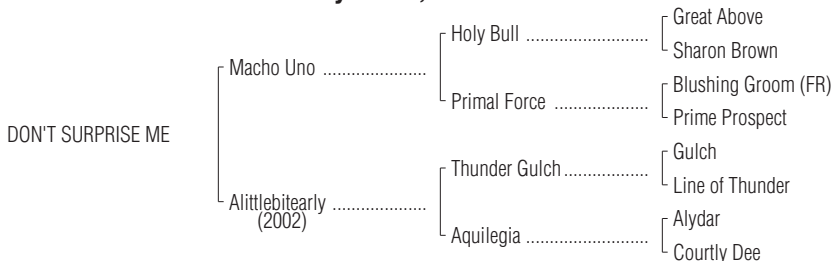 Great Above
Holy Bull ........................
Sharon Brown
Macho Uno ....................
Blushing Groom (FR)
Primal Force ..................
Prime Prospect
DON'T SURPRISE ME
Gulch
Thunder Gulch................
Line of Thunder
Alittlebitearly ..................
(2002)
Alydar
Aquilegia ........................
Courtly Dee